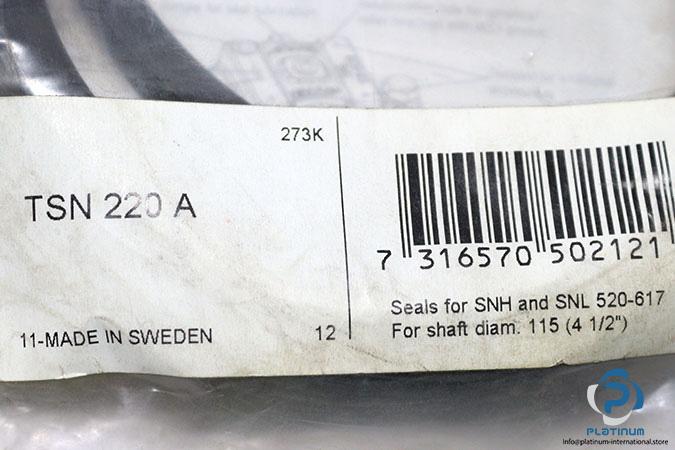 273K
TSN 220 A
7 316570 502121
Seals for SNH and SNL 520-617
For shaft diam. 115 (4 1/2")
11-MADE IN SWEDEN
12
PLATINUM
info@platinum-international.store